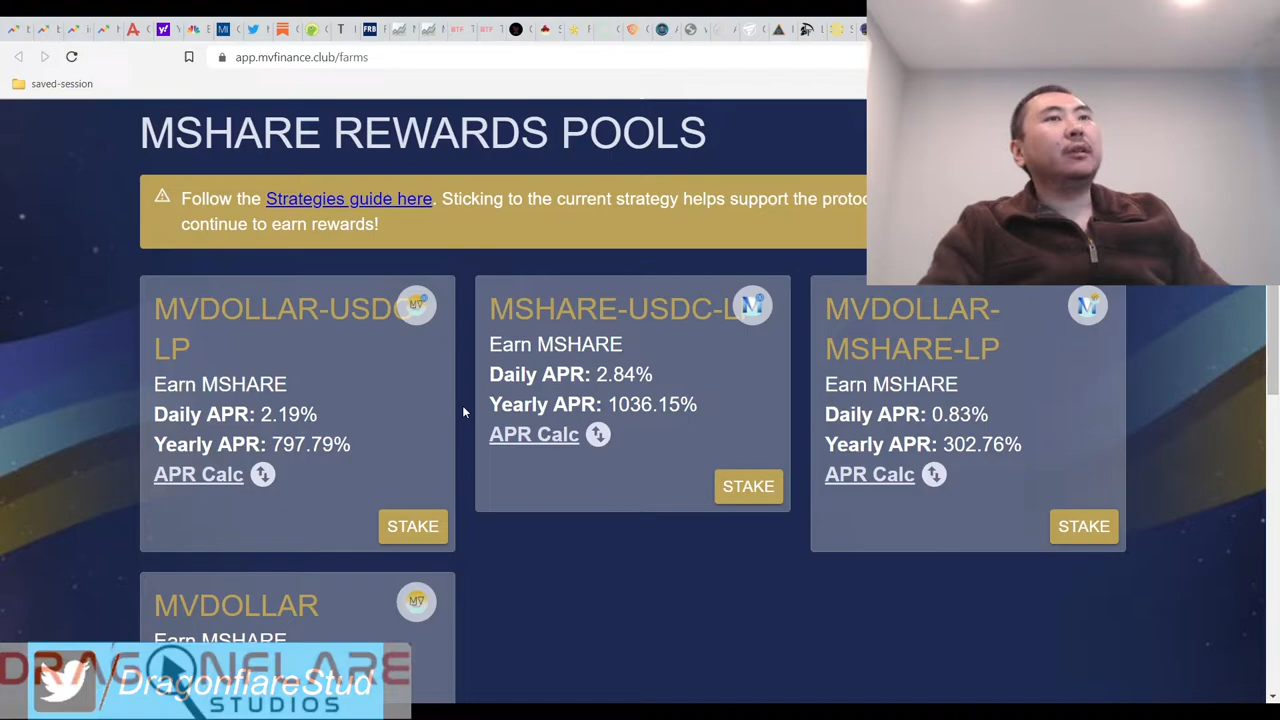 app.mvfinance.club/farms
saved-session
MSHARE REWARDS POOLS
Follow the Strategies guide here. Sticking to the current strategy helps support the
continue to earn rewards!
MVDOLLAR-USDC-
LP
Earn MSHARE
Daily APR: 2.19%
Yearly APR: 797.79%
APR Calc
STAKE
MSHARE-USDC-L
Earn MSHARE
Daily APR: 2.84%
Yearly APR: 1036.15%
APR Calc
STAKE
MVDOLLAR-
MSHARE-LP
Earn MSHARE
Daily APR: 0.83%
Yearly APR: 302.76%
APR Calc
STAKE
MVDOLLAR
Earn MSHARE
DRAGONFLARE
/DragonflareStud
STUDIOS